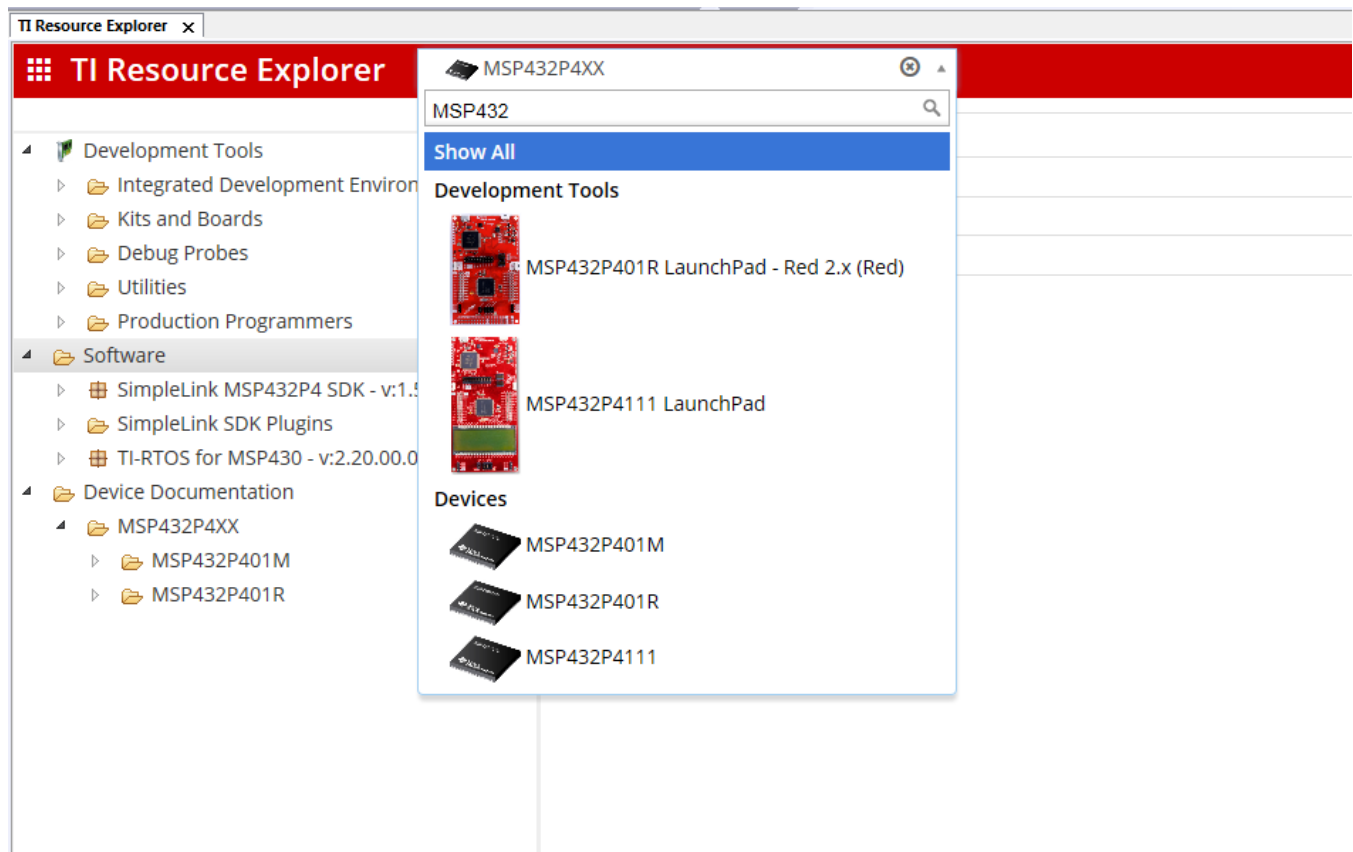 TI Resource Explorer
TI Resource Explorer
MSP432P4XX
MSP432
Show All
Development Tools
MSP432P401R LaunchPad - Red 2.x (Red)
MSP432P4111 LaunchPad
Devices
MSP432P401M
MSP432P401R
MSP432P4111
Development Tools
Integrated Development Environ
Kits and Boards
Debug Probes
Utilities
Production Programmers
Software
SimpleLink MSP432P4 SDK - v:1.5
SimpleLink SDK Plugins
TI-RTOS for MSP430 - v:2.20.00.0
Device Documentation
MSP432P4XX
MSP432P401M
MSP432P401R